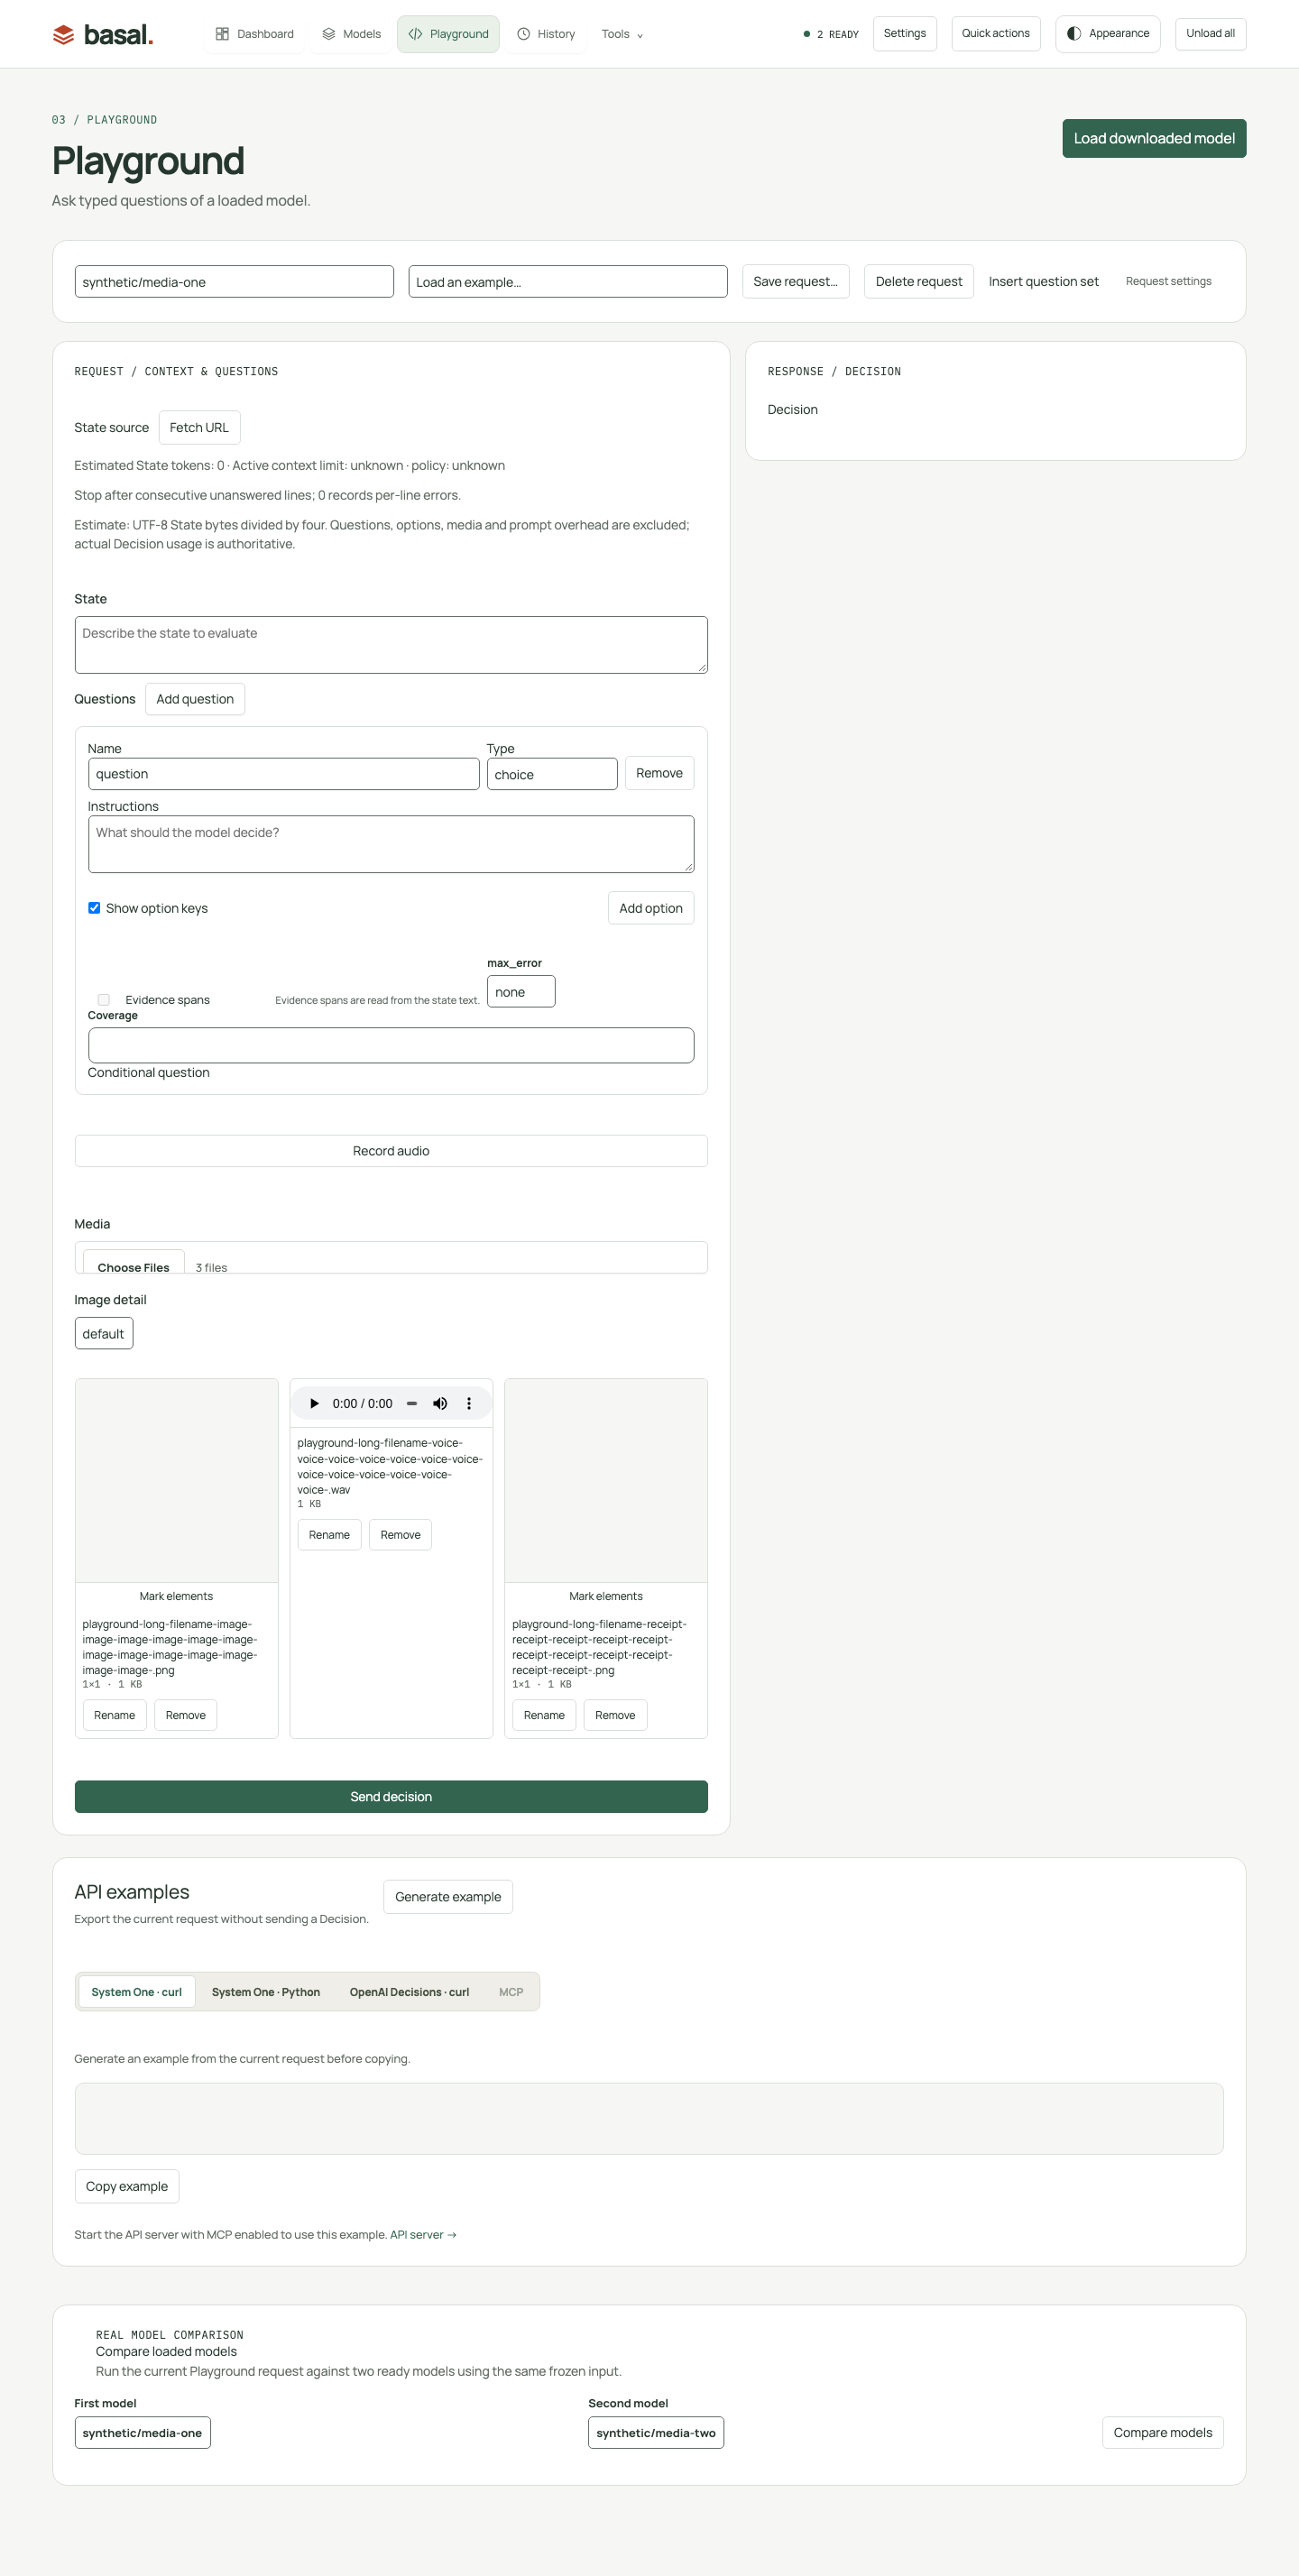 basal.
Dashboard
Models
Playground
History
Tools
2 READY
Settings
Quick actions
Appearance
Unload all
03 / PLAYGROUND
Playground
Load downloaded model
Ask typed questions of a loaded model.
synthetic/media-one
Load an example…
Save request…
Delete request
Insert question set
Request settings
REQUEST / CONTEXT & QUESTIONS
State source
Fetch URL
Estimated State tokens: 0 · Active context limit: unknown · policy: unknown
Stop after consecutive unanswered lines; 0 records per-line errors.
Estimate: UTF-8 State bytes divided by four. Questions, options, media and prompt overhead are excluded;
actual Decision usage is authoritative.
State
Describe the state to evaluate
Questions
Add question
Name
Type
question
choice
Remove
Instructions
What should the model decide?
Show option keys
Add option
max_error
none
Evidence spans
Evidence spans are read from the state text.
Coverage
Conditional question
Record audio
Media
Choose Files
3 files
Image detail
default
Mark elements
playground-long-filename-image-
image-image-image-image-image-
image-image-image-image-image-
image-image-.png
1×1 · 1 KB
Rename
Remove
0:00 / 0:00
playground-long-filename-voice-
voice-voice-voice-voice-voice-voice-
voice-voice-voice-voice-voice-
voice-.wav
1 KB
Rename
Remove
Mark elements
playground-long-filename-receipt-
receipt-receipt-receipt-receipt-
receipt-receipt-receipt-receipt-
receipt-receipt-.png
1×1 · 1 KB
Rename
Remove
Send decision
RESPONSE / DECISION
Decision
API examples
Generate example
Export the current request without sending a Decision.
System One · curl
System One · Python
OpenAI Decisions · curl
MCP
Generate an example from the current request before copying.
Copy example
Start the API server with MCP enabled to use this example. API server →
REAL MODEL COMPARISON
Compare loaded models
Run the current Playground request against two ready models using the same frozen input.
First model
Second model
synthetic/media-one
synthetic/media-two
Compare models